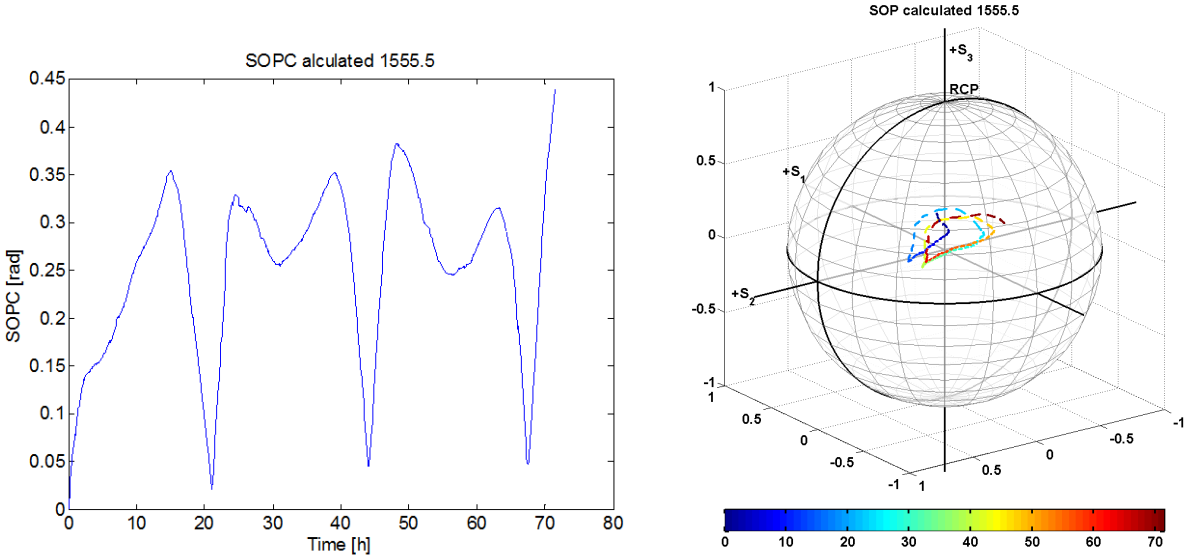 SOPC alculated 1555.5
SOPC [rad]
0.45
0.4
0.35
0.3
0.25
0.2
0.15
0.1
0.05
0
0 10 20 30 40 50 60 70 80
Time [h]
SOP calculated 1555.5
+S3
RCP
+S1
+S2
1
0.5
0
-0.5
-1
1
0.5
0
-0.5
-1
1
0.5
0
-0.5
-1
0 10 20 30 40 50 60 70